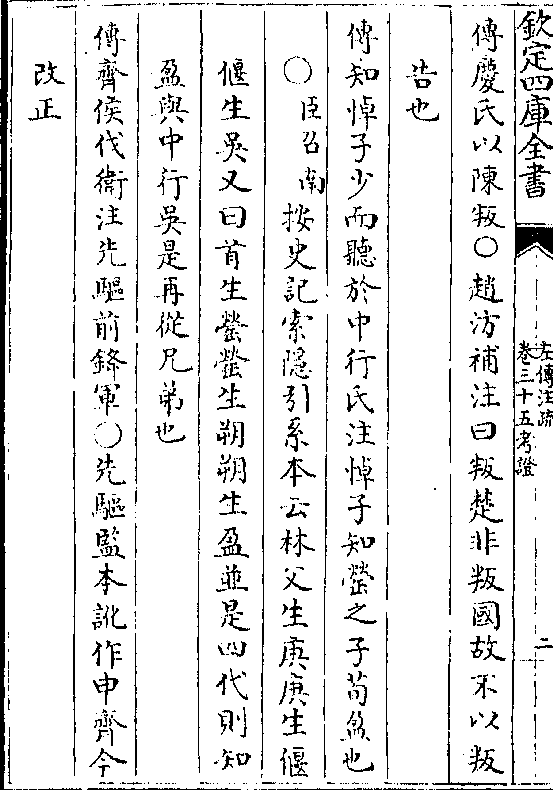 欽定四庫全書
左傳注疏
卷三十五考證
二
傳慶氏以陳叛○趙汸補注曰叛楚非叛國故不以叛
告也
傳知悼子少而聽於中行氏注悼子知罃之子荀盈也
○臣召南按史記索隱引系本云林父生庚庚生偃
偃生吳又曰首生罃罃生朔朔生盈並是四代則知
盈與中行吳是再從兄弟也
傳齊侯伐衛注先驅前鋒軍○先驅監本訛作申齊今
改正